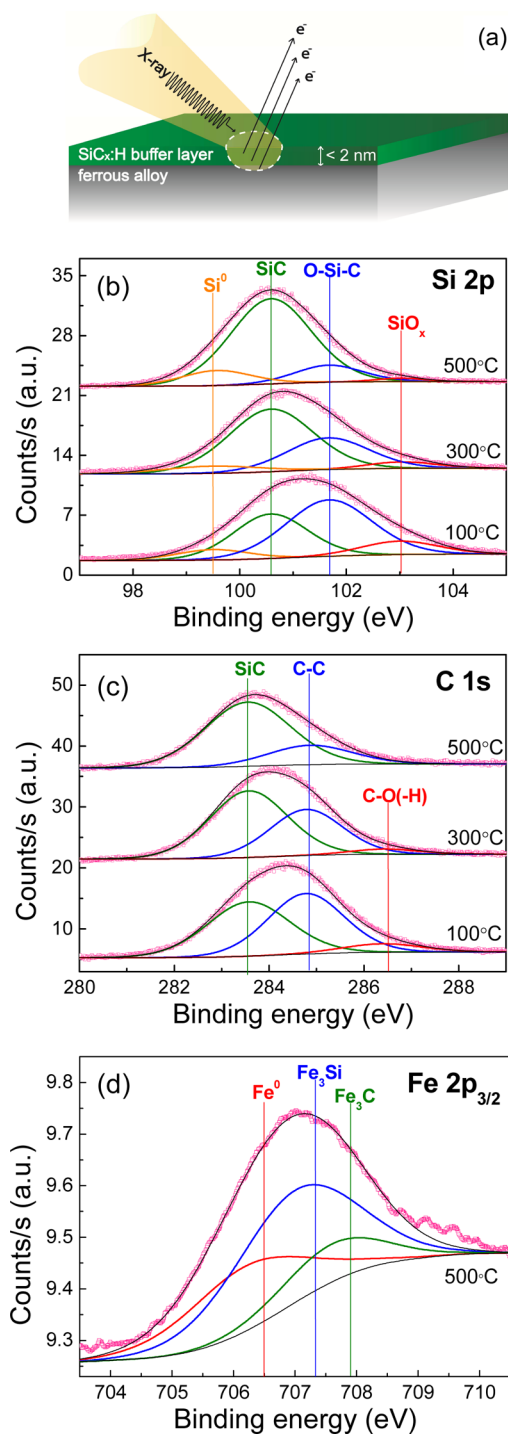 (a)
X-ray
e-
e-
e-
SiCx:H buffer layer
< 2 nm
ferrous alloy
(b)
Si 2p
Si0
SiC
O-Si-C
SiOx
35
28
21
14
7
0
500°C
300°C
100°C
Counts/s (a.u.)
98 100 102 104
Binding energy (eV)
(c)
C 1s
SiC
C-C
C-O(-H)
50
40
30
20
10
500°C
300°C
100°C
Counts/s (a.u.)
280 282 284 286 288
Binding energy (eV)
(d)
Fe 2p3/2
Fe0
Fe3Si
Fe3C
9.8
9.7
9.6
9.5
9.4
9.3
500°C
Counts/s (a.u.)
704 705 706 707 708 709 710
Binding energy (eV)